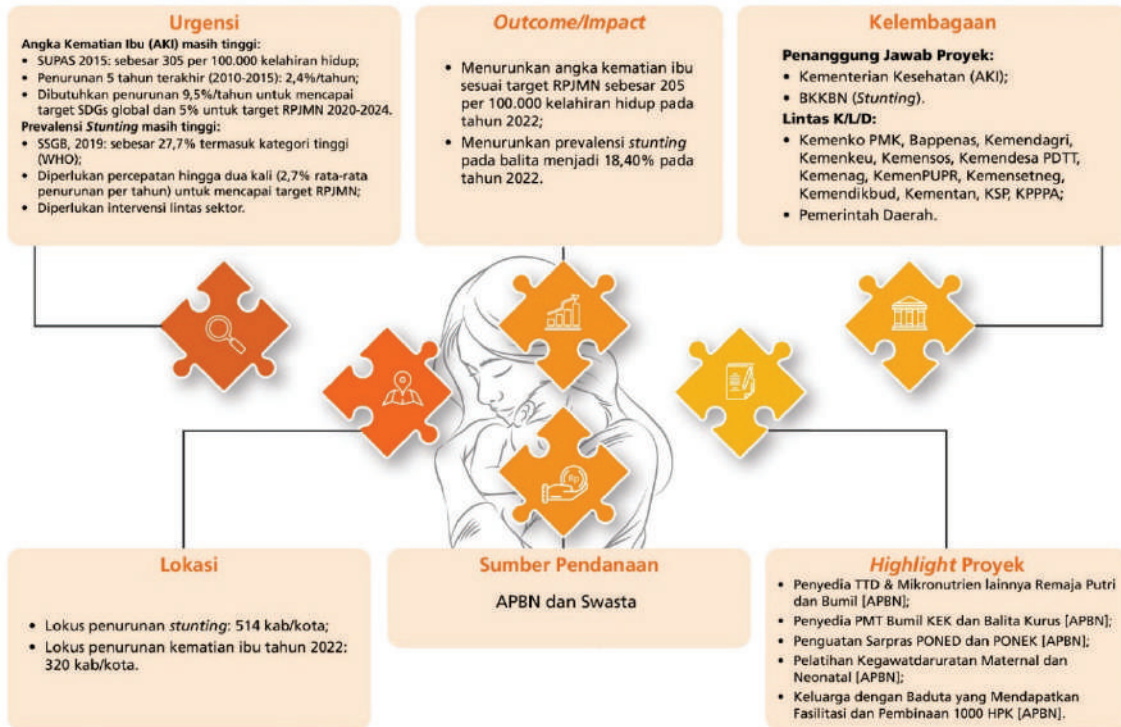 Urgensi
Angka Kematian Ibu (AKI) masih tinggi:
• SUPAS 2015: sebesar 305 per 100.000 kelahiran hidup;
• Penurunan 5 tahun terakhir (2010-2015): 2,4%/tahun;
• Dibutuhkan penurunan 9,5%/tahun untuk mencapai
target SDGs global dan 5% untuk target RPJMN 2020-2024.
Prevalensi Stunting masih tinggi:
• SSGB, 2019: sebesar 27,7% termasuk kategori tinggi
(WHO);
• Diperlukan percepatan hingga dua kali (2,7% rata-rata
penurunan per tahun) untuk mencapai target RPJMN;
• Diperlukan intervensi lintas sektor.
Outcome/Impact
• Menurunkan angka kematian ibu
sesuai target RPJMN sebesar 205
per 100.000 kelahiran hidup pada
tahun 2022;
• Menurunkan prevalensi stunting
pada balita menjadi 18,40% pada
tahun 2022.
Kelembagaan
Penanggung Jawab Proyek:
• Kementerian Kesehatan (AKI);
• BKKBN (Stunting).
Lintas K/L/D:
• Kemenko PMK, Bappenas, Kemendagri,
Kemenkeu, Kemensos, Kemendesa PDTT,
Kemenag, KemenPUPR, Kemensetneg,
Kemendikbud, Kementan, KSP, KPPPA;
• Pemerintah Daerah.
Rp
Lokasi
• Lokus penurunan stunting: 514 kab/kota;
• Lokus penurunan kematian ibu tahun 2022:
320 kab/kota.
Sumber Pendanaan
APBN dan Swasta
Highlight Proyek
• Penyedia TTD & Mikronutrien lainnya Remaja Putri
dan Bumil [APBN];
• Penyedia PMT Bumil KEK dan Balita Kurus [APBN];
• Penguatan Sarpras PONED dan PONEK [APBN];
• Pelatihan Kegawatdaruratan Maternal dan
Neonatal [APBN];
• Keluarga dengan Baduta yang Mendapatkan
Fasilitasi dan Pembinaan 1000 HPK [APBN].